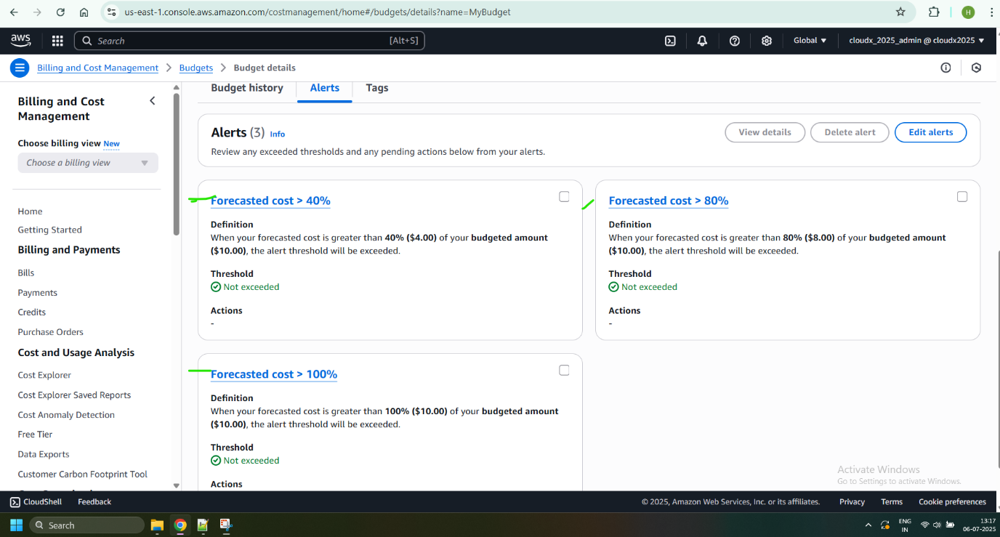 us-east-1.console.aws.amazon.com/costmanagement/home#/budgets/details?name=MyBudget
H
aws
Search
[Alt+S]
Global
cloudx_2025_admin @ cloudx2025
Billing and Cost Management > Budgets > Budget details
Billing and Cost Management
Choose billing view New
Choose a billing view
Home
Getting Started
Billing and Payments
Bills
Payments
Credits
Purchase Orders
Cost and Usage Analysis
Cost Explorer
Cost Explorer Saved Reports
Cost Anomaly Detection
Free Tier
Data Exports
Customer Carbon Footprint Tool
Budget history
Alerts
Tags
Alerts (3) Info
View details
Delete alert
Edit alerts
Review any exceeded thresholds and any pending actions below from your alerts.
Forecasted cost > 40%
Definition
When your forecasted cost is greater than 40% ($4.00) of your budgeted amount
($10.00), the alert threshold will be exceeded.
Threshold
Not exceeded
Actions
-
Forecasted cost > 80%
Definition
When your forecasted cost is greater than 80% ($8.00) of your budgeted amount
($10.00), the alert threshold will be exceeded.
Threshold
Not exceeded
Actions
-
Forecasted cost > 100%
Definition
When your forecasted cost is greater than 100% ($10.00) of your budgeted amount
($10.00), the alert threshold will be exceeded.
Threshold
Not exceeded
Actions
Activate Windows
Go to Settings to activate Windows.
CloudShell
Feedback
© 2025, Amazon Web Services, Inc. or its affiliates.
Privacy
Terms
Cookie preferences
Search
ENG
IN
13:17
06-07-2025